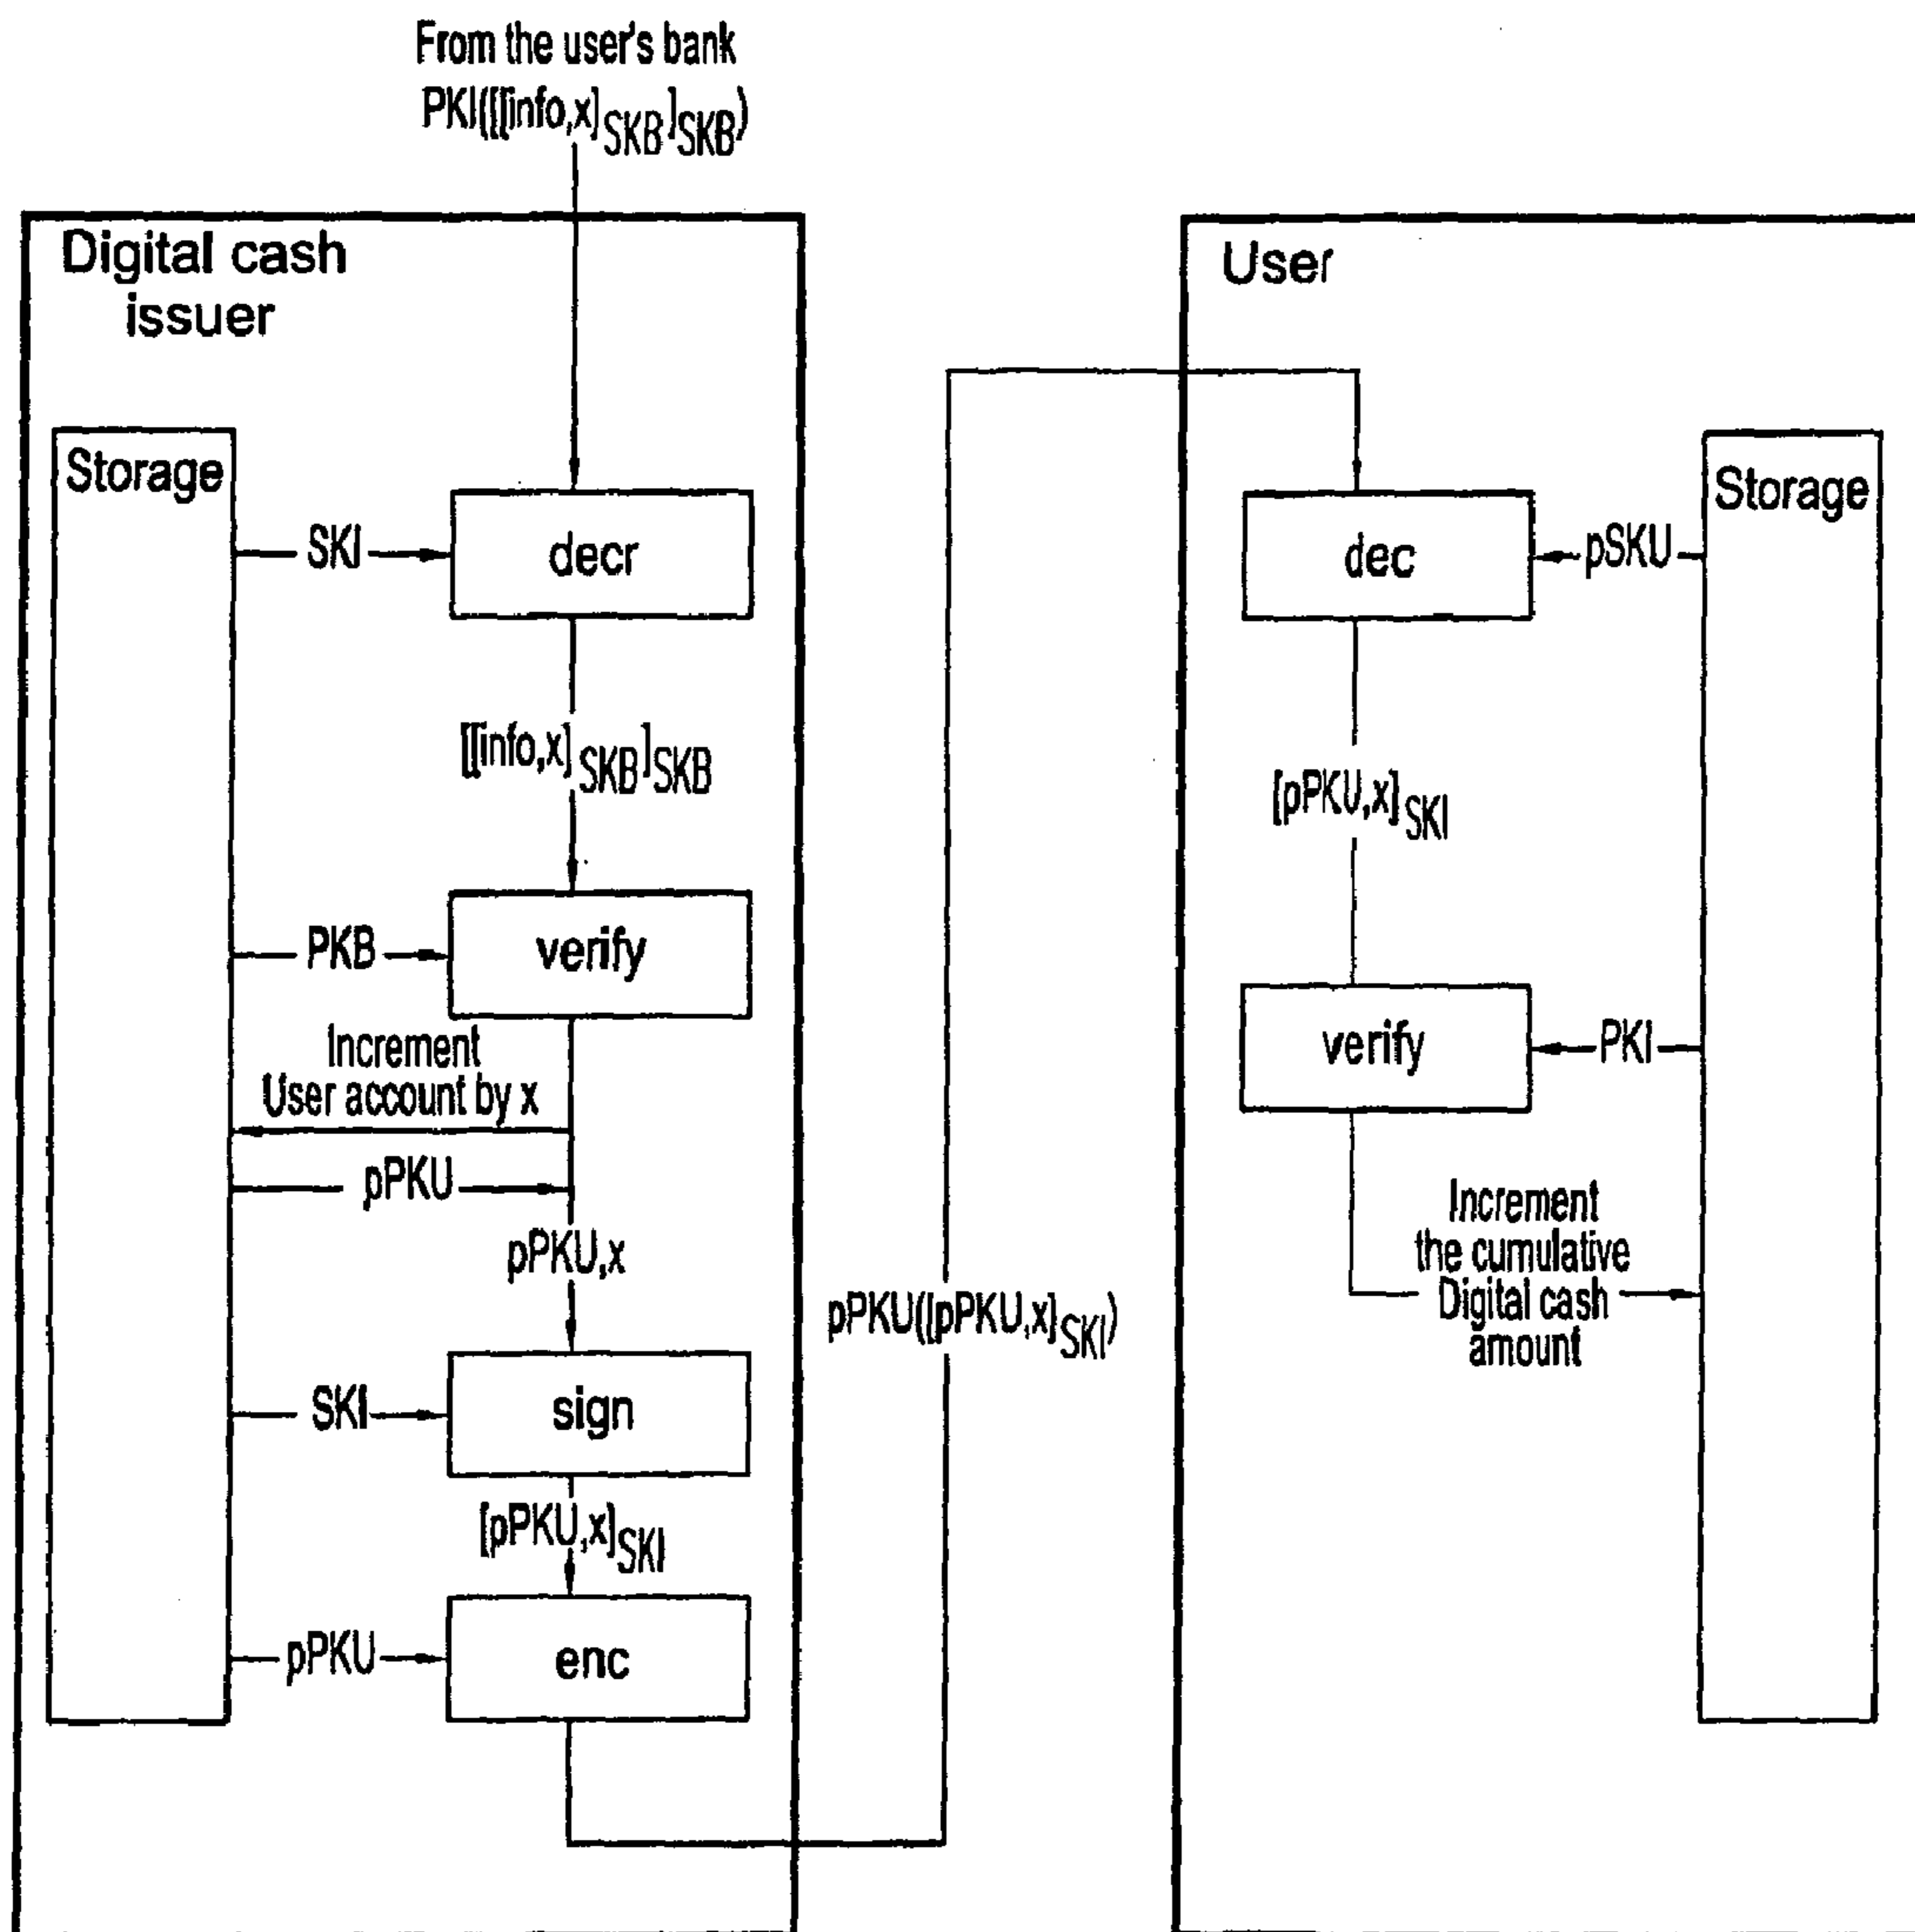 From the user's bank
PKI([[info,x]SKB]SKB)
Digital cash
issuer
Storage
SKI
decr
[[info,x]SKB]SKB
PKB
verify
Increment
User account by x
pPKU
pPKU,x
SKI
sign
[pPKU,x]SKI
pPKU
enc
pPKU([pPKU,x]SKI)
User
Storage
dec
pSKU
[pPKU,x]SKI
verify
PKI
Increment
the cumulative
Digital cash
amount